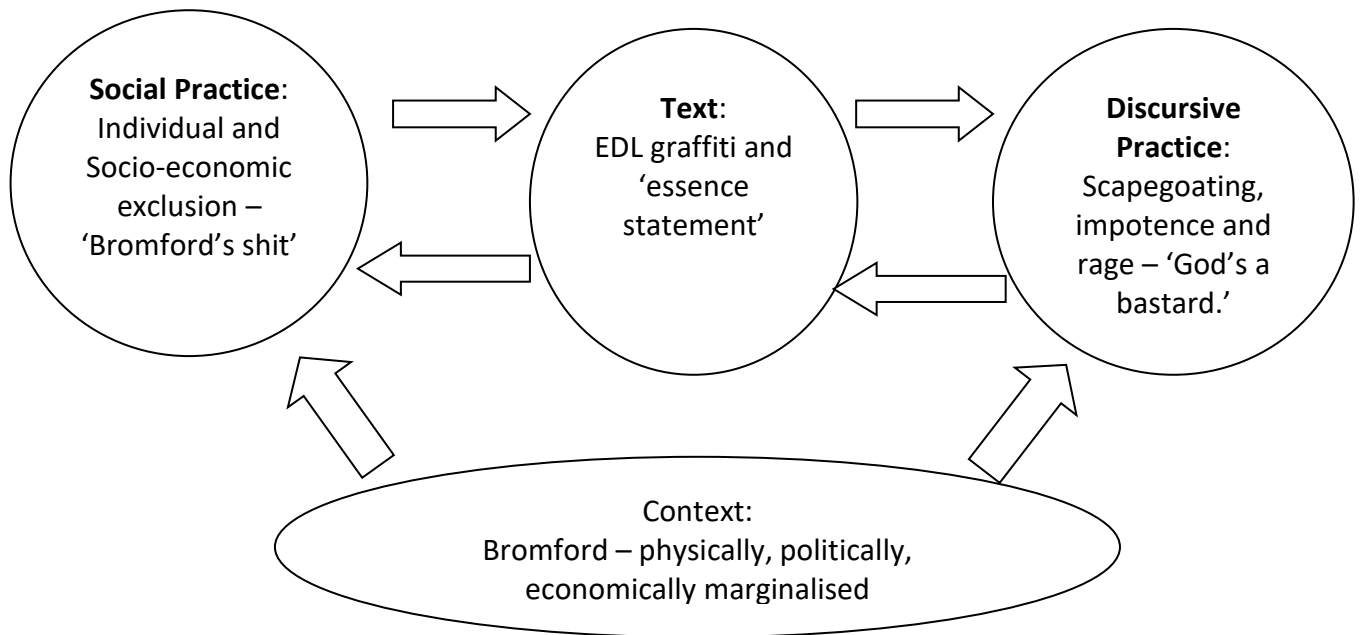 Social Practice:
Individual and
Socio-economic
exclusion –
‘Bromford’s shit’
Text:
EDL graffiti and
‘essence
statement’
Discursive
Practice:
Scapegoating,
impotence and
rage – ‘God’s a
bastard.’
Context:
Bromford – physically, politically,
economically marginalised